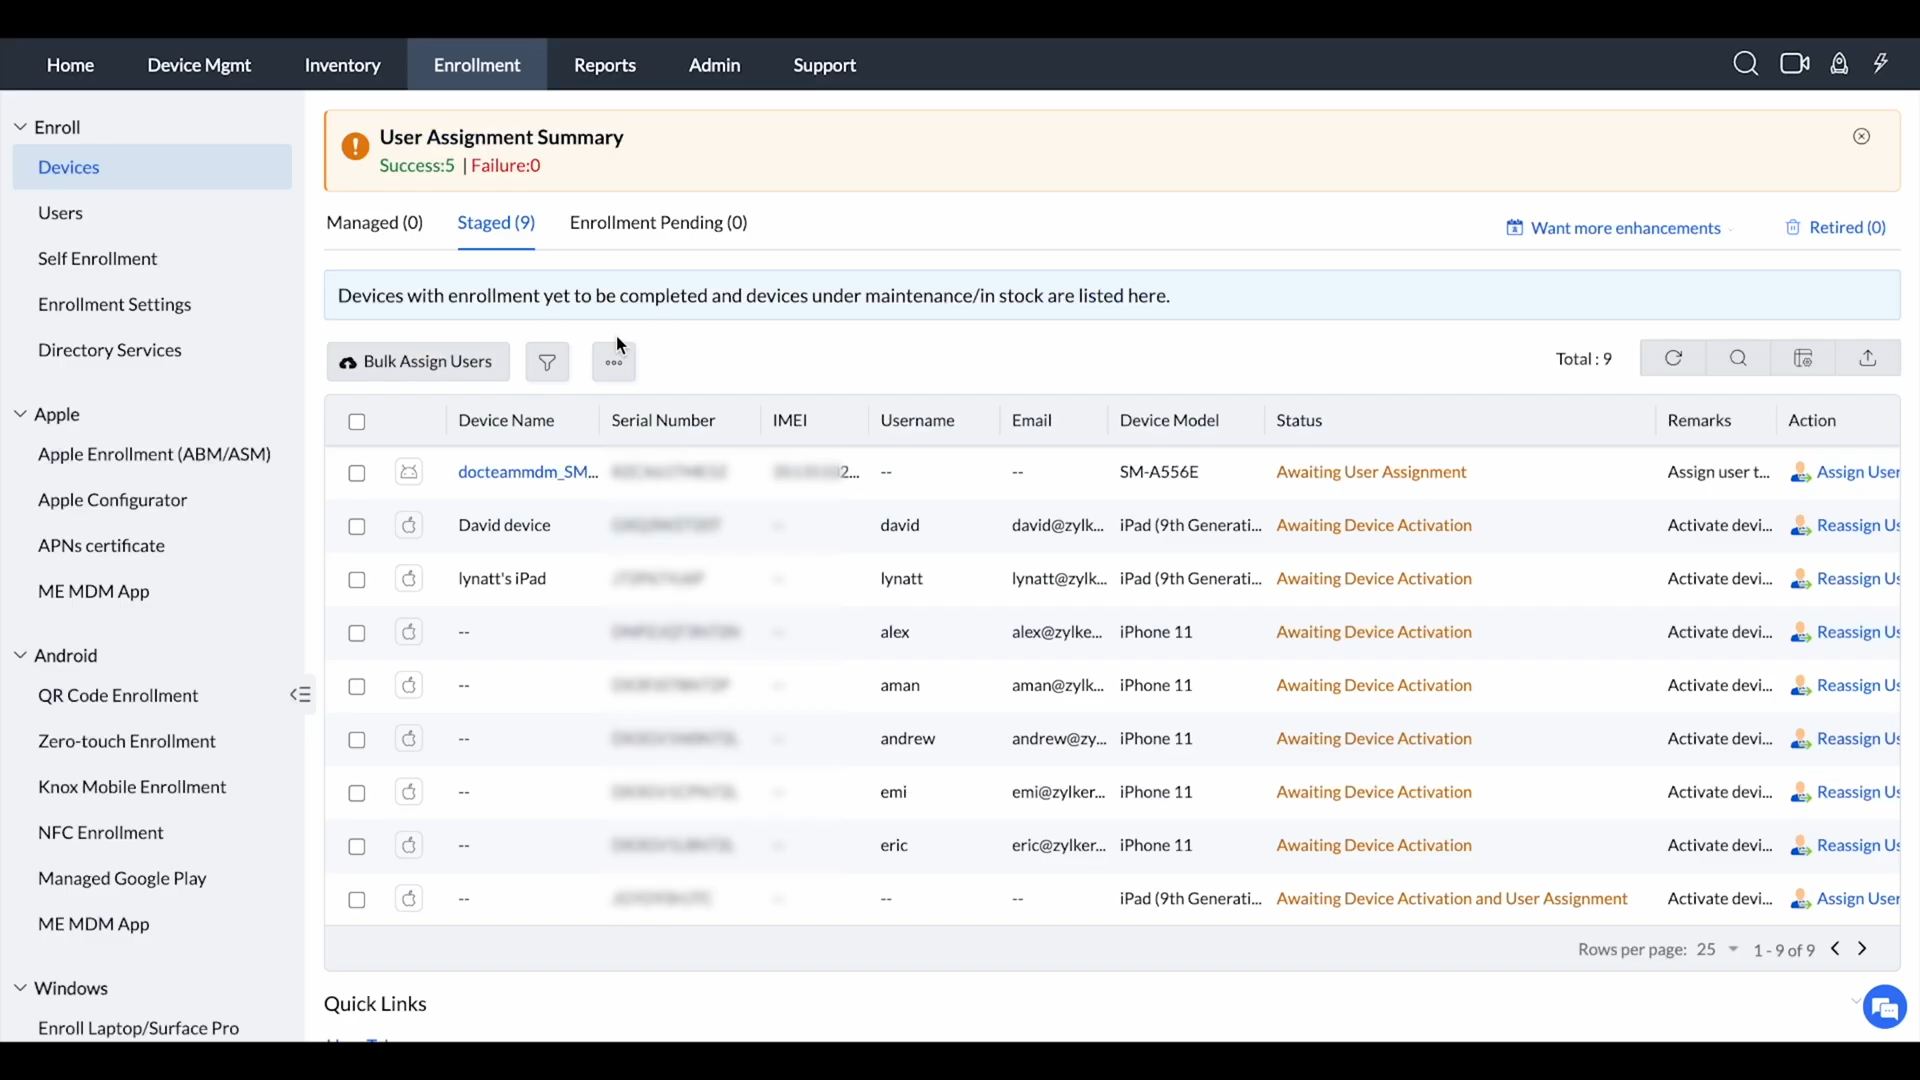 Home Device Mgmt Inventory Enrollment Reports Admin Support
Enroll
Devices
Users
Self Enrollment
Enrollment Settings
Directory Services
Apple
Apple Enrollment (ABM/ASM)
Apple Configurator
APNs certificate
ME MDM App
Android
QR Code Enrollment
Zero-touch Enrollment
Knox Mobile Enrollment
NFC Enrollment
Managed Google Play
ME MDM App
Windows
Enroll Laptop/Surface Pro
User Assignment Summary
Success:5 | Failure:0
Managed (0) Staged (9) Enrollment Pending (0) Want more enhancements Retired (0)
Devices with enrollment yet to be completed and devices under maintenance/in stock are listed here.
Bulk Assign Users Total : 9
Device Name Serial Number IMEI Username Email Device Model Status Remarks Action
docteammdm_SM... 2... -- -- SM-A556E Awaiting User Assignment Assign user t... Assign User
David device david david@zylk... iPad (9th Generati... Awaiting Device Activation Activate devi... Reassign Us
lynatt's iPad lynatt lynatt@zylk... iPad (9th Generati... Awaiting Device Activation Activate devi... Reassign Us
-- alex alex@zylke... iPhone 11 Awaiting Device Activation Activate devi... Reassign Us
-- aman aman@zylk... iPhone 11 Awaiting Device Activation Activate devi... Reassign Us
-- andrew andrew@zy... iPhone 11 Awaiting Device Activation Activate devi... Reassign Us
-- emi emi@zylker... iPhone 11 Awaiting Device Activation Activate devi... Reassign Us
-- eric eric@zylker... iPhone 11 Awaiting Device Activation Activate devi... Reassign Us
-- -- -- iPad (9th Generati... Awaiting Device Activation and User Assignment Activate devi... Assign User
Rows per page: 25 1 - 9 of 9
Quick Links